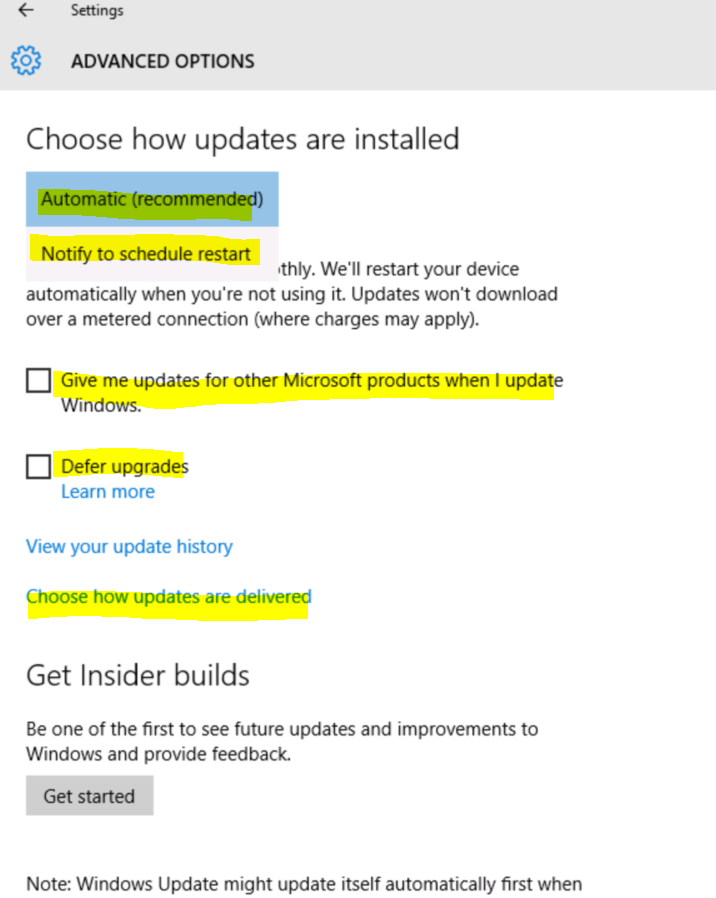 Settings
ADVANCED OPTIONS
Choose how updates are installed
Automatic (recommended)
Notify to schedule restart
thly. We'll restart your device
automatically when you're not using it. Updates won't download
over a metered connection (where charges may apply).
Give me updates for other Microsoft products when I update
Windows.
Defer upgrades
Learn more
View your update history
Choose how updates are delivered
Get Insider builds
Be one of the first to see future updates and improvements to
Windows and provide feedback.
Get started
Note: Windows Update might update itself automatically first when